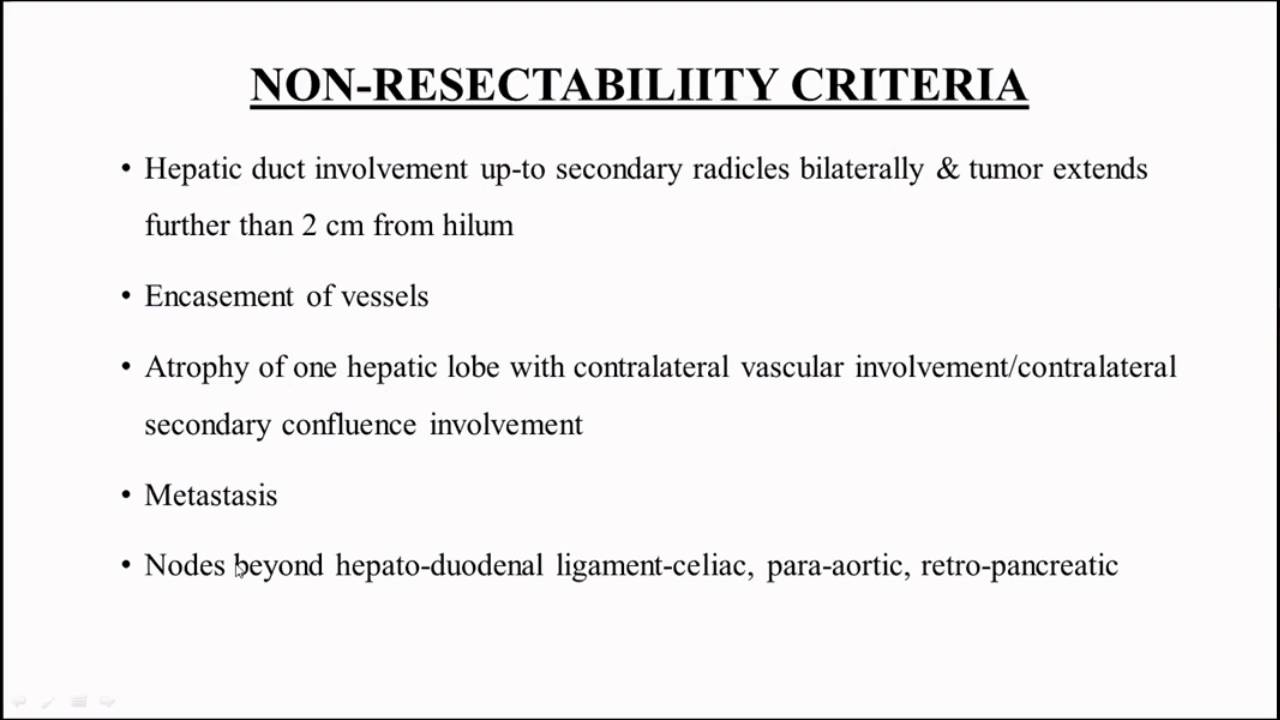 NON-RESECTABILIITY CRITERIA
• Hepatic duct involvement up-to secondary radicles bilaterally & tumor extends
further than 2 cm from hilum
• Encasement of vessels
• Atrophy of one hepatic lobe with contralateral vascular involvement/contralateral
secondary confluence involvement
• Metastasis
• Nodes beyond hepato-duodenal ligament-celiac, para-aortic, retro-pancreatic